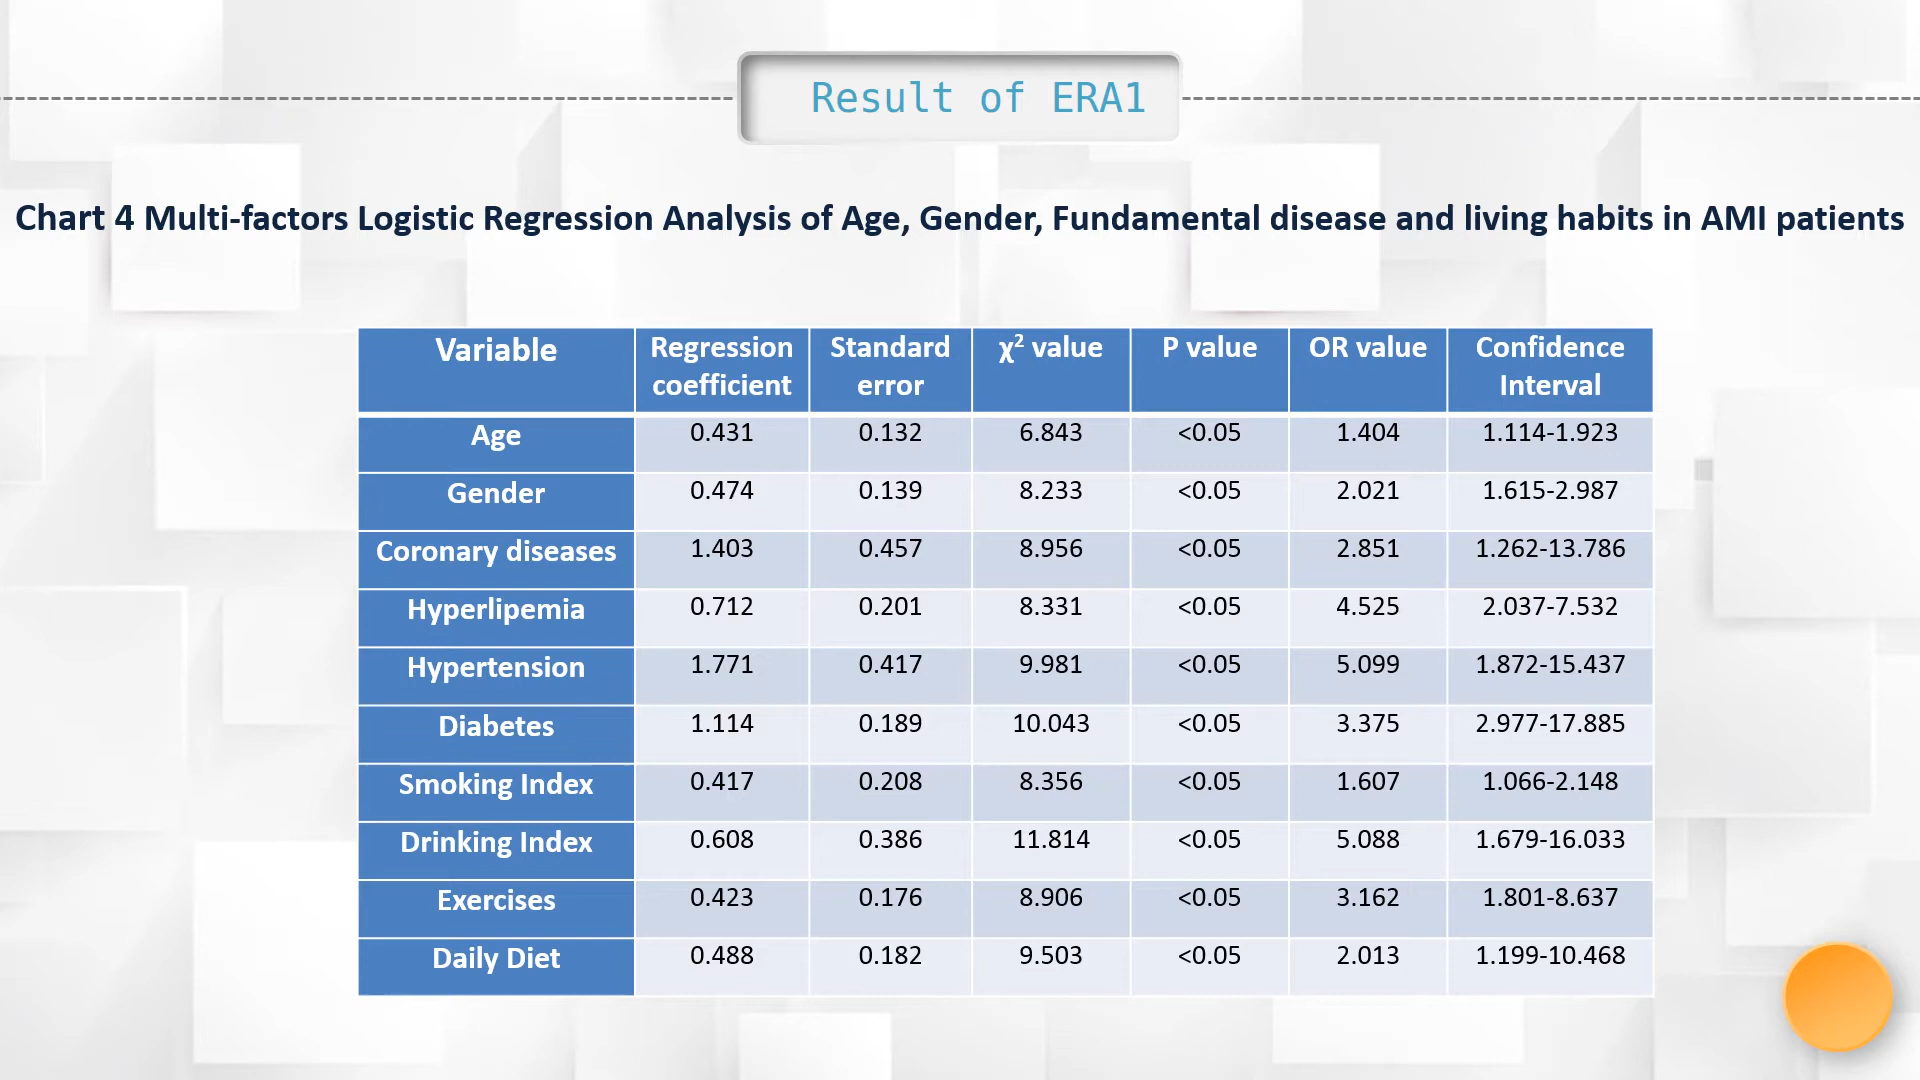 Result of ERA1
Chart 4 Multi-factors Logistic Regression Analysis of Age, Gender, Fundamental disease and living habits in AMI patients
Variable Regression coefficient Standard error χ² value P value OR value Confidence Interval
Age 0.431 0.132 6.843 <0.05 1.404 1.114-1.923
Gender 0.474 0.139 8.233 <0.05 2.021 1.615-2.987
Coronary diseases 1.403 0.457 8.956 <0.05 2.851 1.262-13.786
Hyperlipemia 0.712 0.201 8.331 <0.05 4.525 2.037-7.532
Hypertension 1.771 0.417 9.981 <0.05 5.099 1.872-15.437
Diabetes 1.114 0.189 10.043 <0.05 3.375 2.977-17.885
Smoking Index 0.417 0.208 8.356 <0.05 1.607 1.066-2.148
Drinking Index 0.608 0.386 11.814 <0.05 5.088 1.679-16.033
Exercises 0.423 0.176 8.906 <0.05 3.162 1.801-8.637
Daily Diet 0.488 0.182 9.503 <0.05 2.013 1.199-10.468